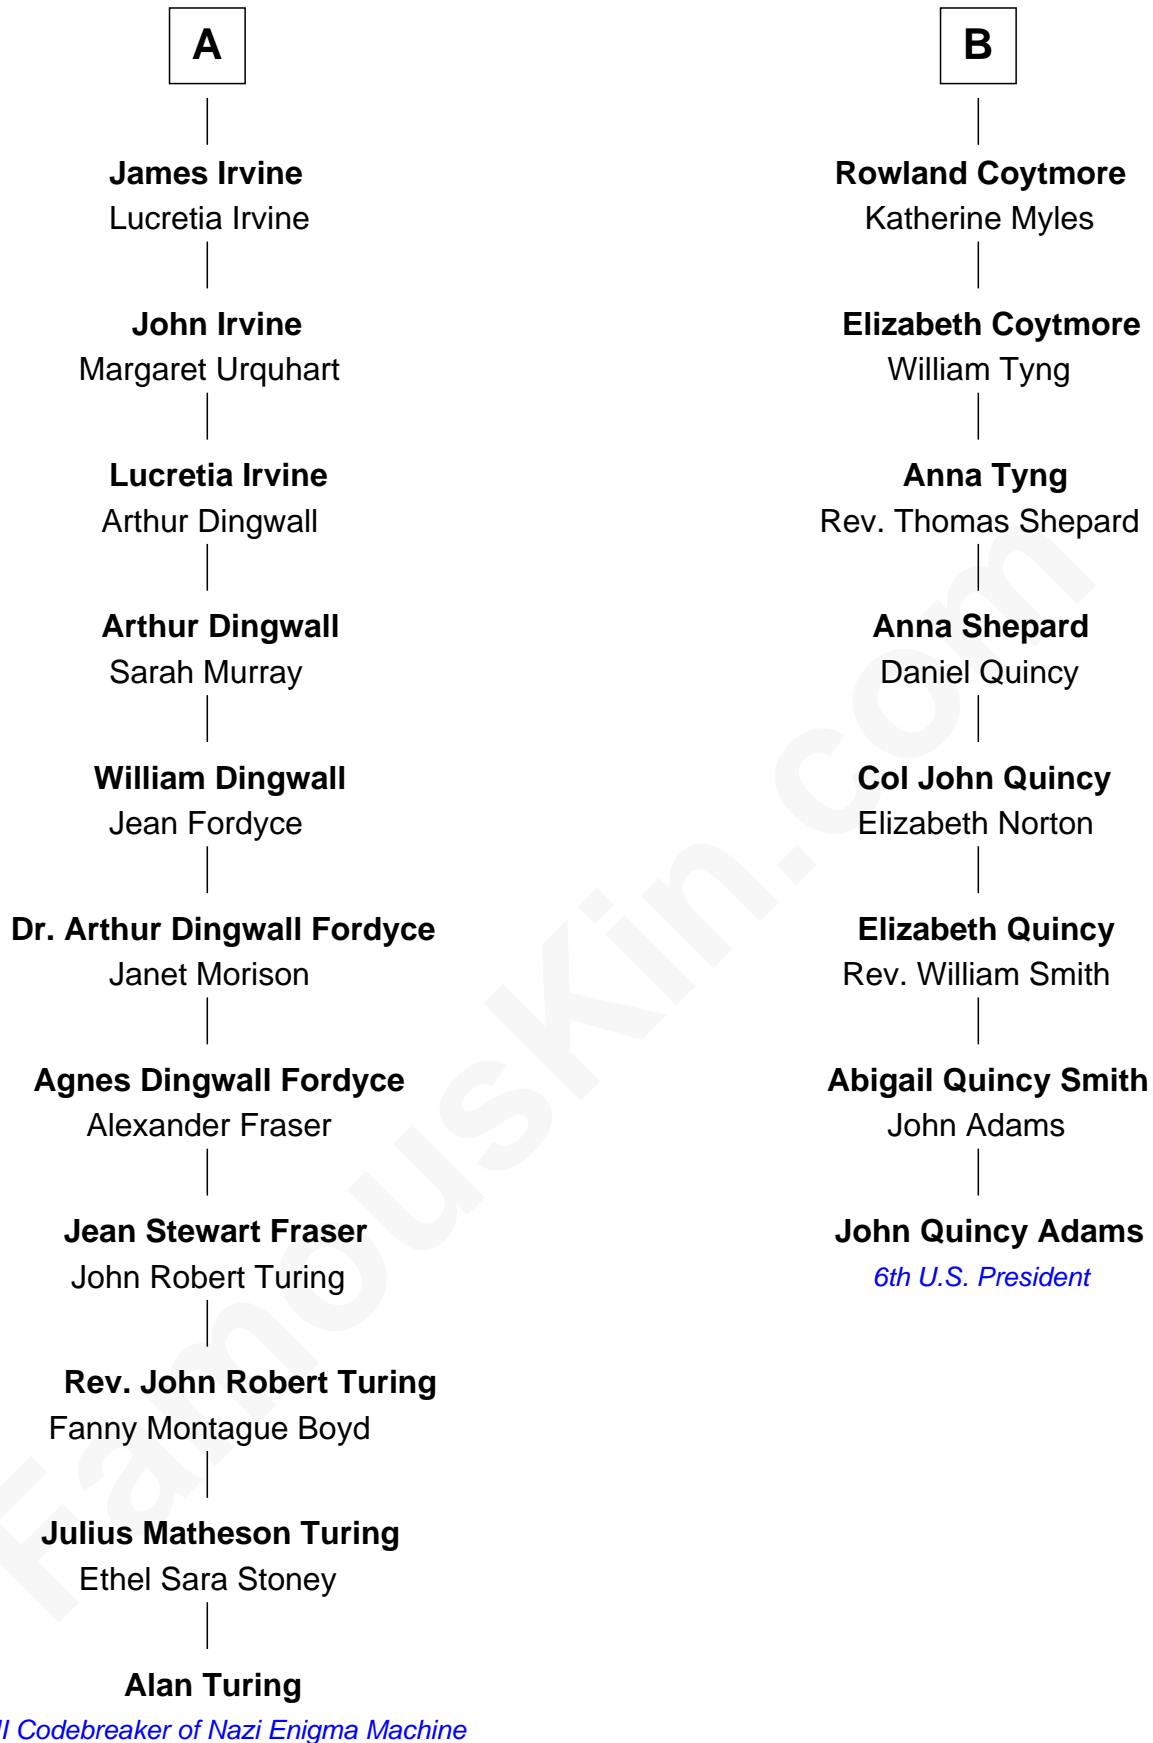 A
James Irvine
Lucretia Irvine
John Irvine
Margaret Urquhart
Lucretia Irvine
Arthur Dingwall
Arthur Dingwall
Sarah Murray
William Dingwall
Jean Fordyce
Dr. Arthur Dingwall Fordyce
Janet Morison
Agnes Dingwall Fordyce
Alexander Fraser
Jean Stewart Fraser
John Robert Turing
Rev. John Robert Turing
Fanny Montague Boyd
Julius Matheson Turing
Ethel Sara Stoney
Alan Turing
Codebreaker of Nazi Enigma Machine
B
Rowland Coytmore
Katherine Myles
Elizabeth Coytmore
William Tyng
Anna Tyng
Rev. Thomas Shepard
Anna Shepard
Daniel Quincy
Col John Quincy
Elizabeth Norton
Elizabeth Quincy
Rev. William Smith
Abigail Quincy Smith
John Adams
John Quincy Adams
6th U.S. President
FamousKin.com